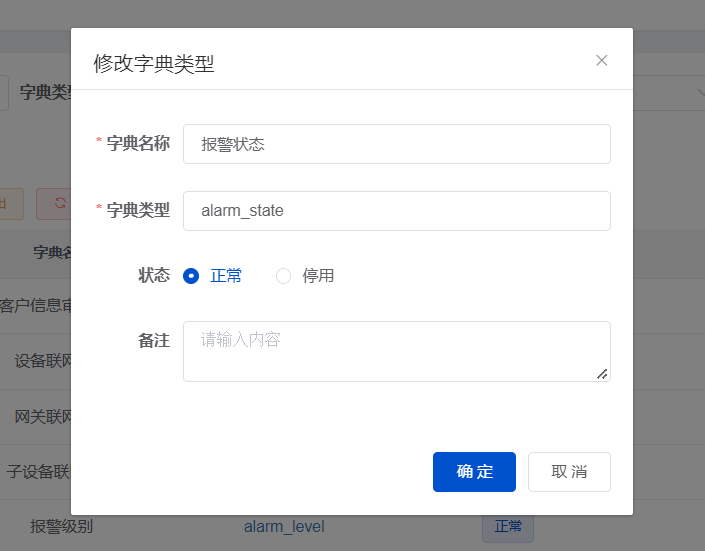 修改字典类型
字典类
* 字典名称 报警状态
* 字典类型 alarm_state
状态 正常 停用
备注 请输入内容
确定 取消
出
字典名
客户信息审
设备联网
网关联网
子设备联
报警级别 alarm_level 正常